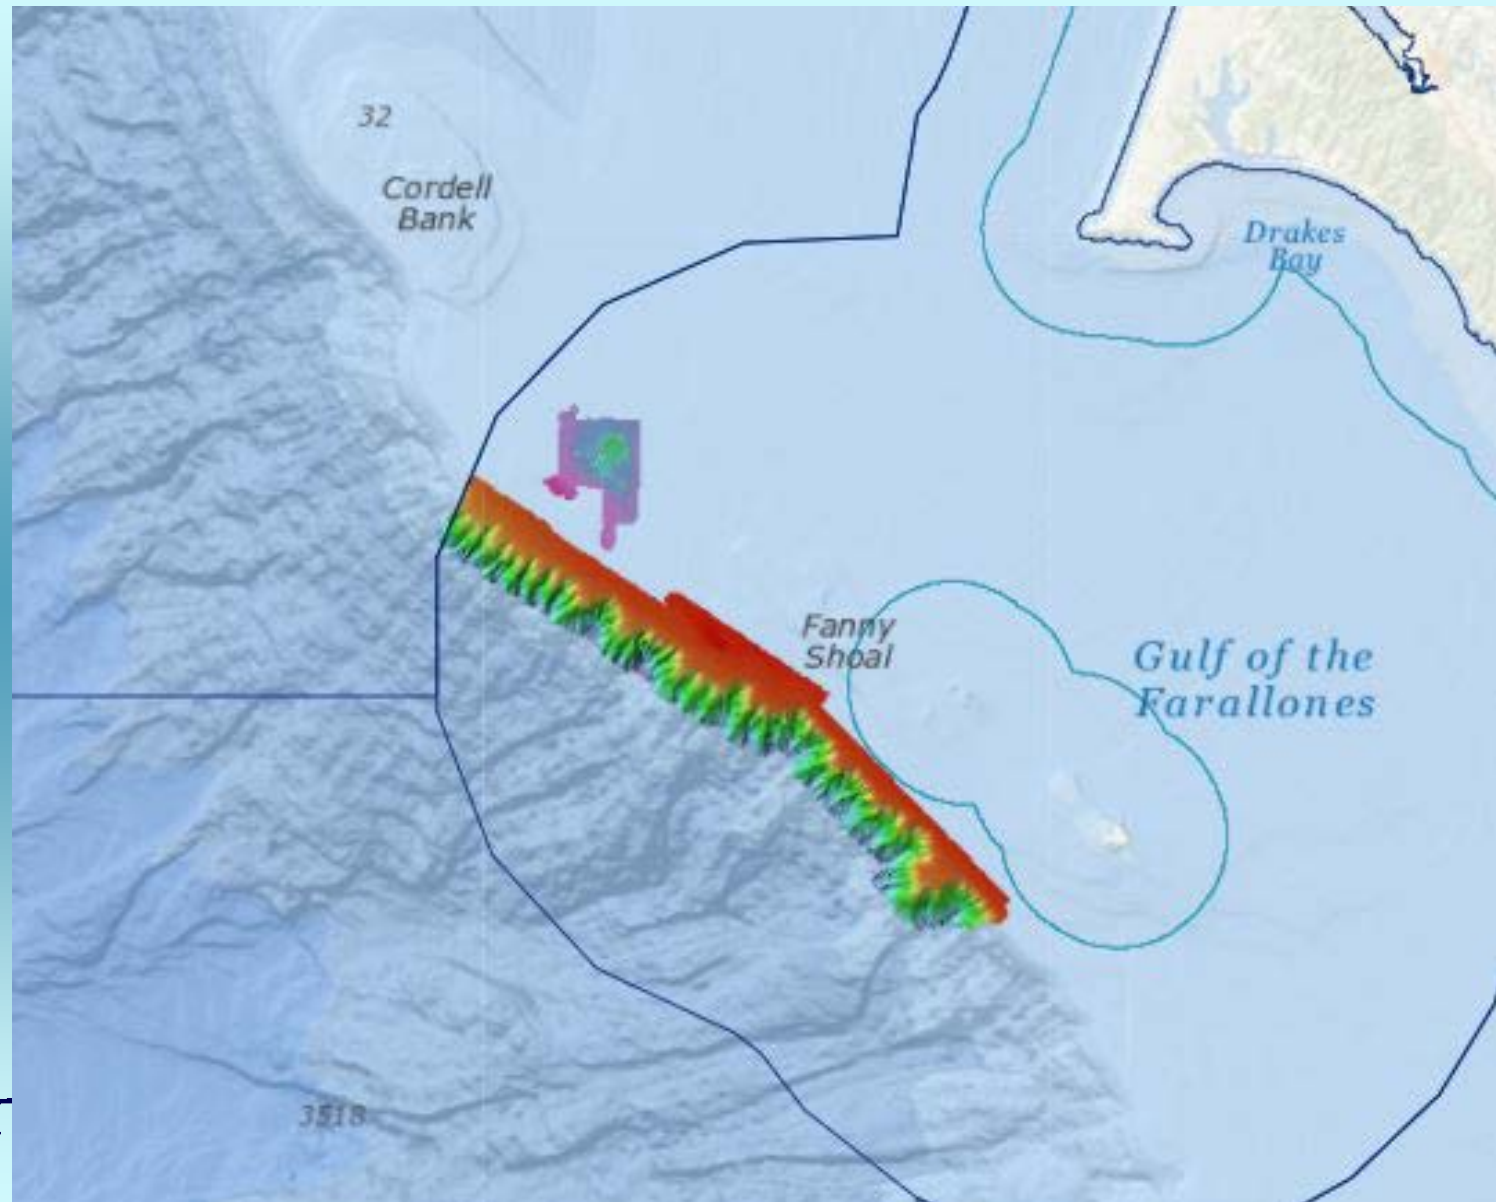 32
Cordell
Bank
Drakes
Bay
Fanny
Shoal
Gulf of the
Farallones
3518